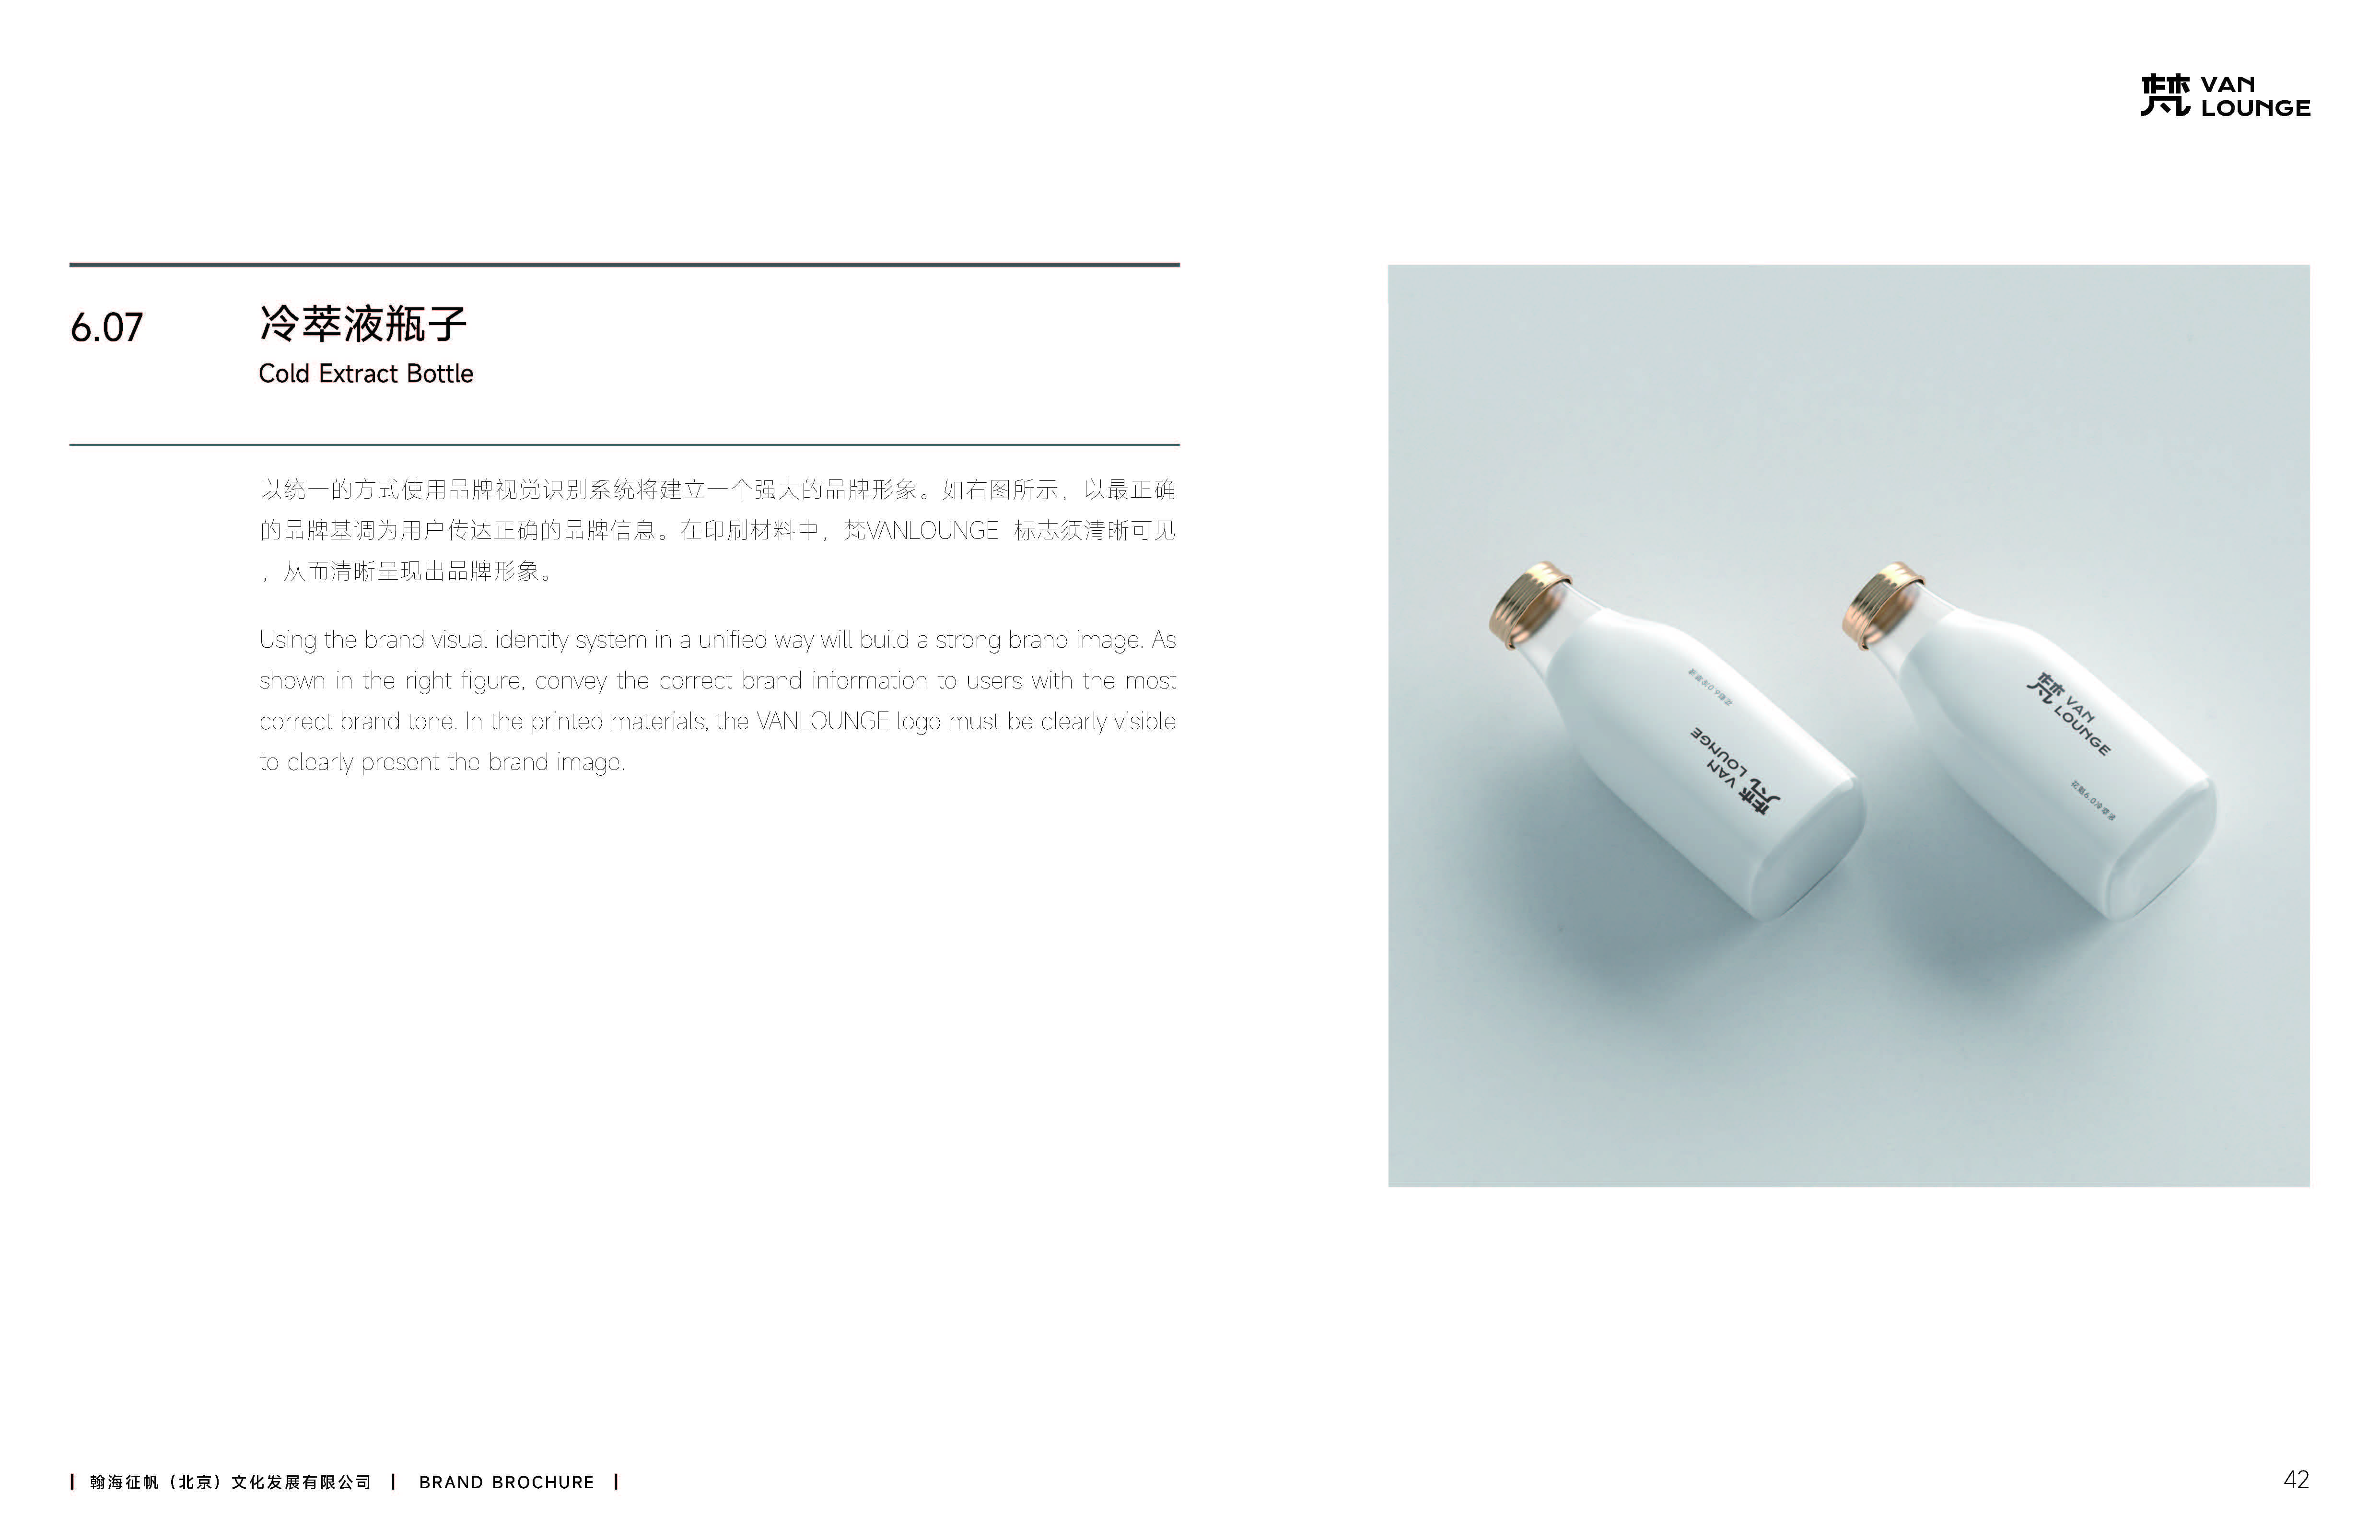 梵 VAN
LOUNGE
6.07
冷萃液瓶子
Cold Extract Bottle
以统一的方式使用品牌视觉识别系统将建立一个强大的品牌形象。如右图所示，以最正确
的品牌基调为用户传达正确的品牌信息。在印刷材料中，梵VANLOUNGE 标志须清晰可见
，从而清晰呈现出品牌形象。
Using the brand visual identity system in a unified way will build a strong brand image. As
shown in the right figure, convey the correct brand information to users with the most
correct brand tone. In the printed materials, the VANLOUNGE logo must be clearly visible
to clearly present the brand image.
梵 VAN
LOUNGE
梵 VAN
LOUNGE
翰海征帆（北京）文化发展有限公司 | BRAND BROCHURE |
42